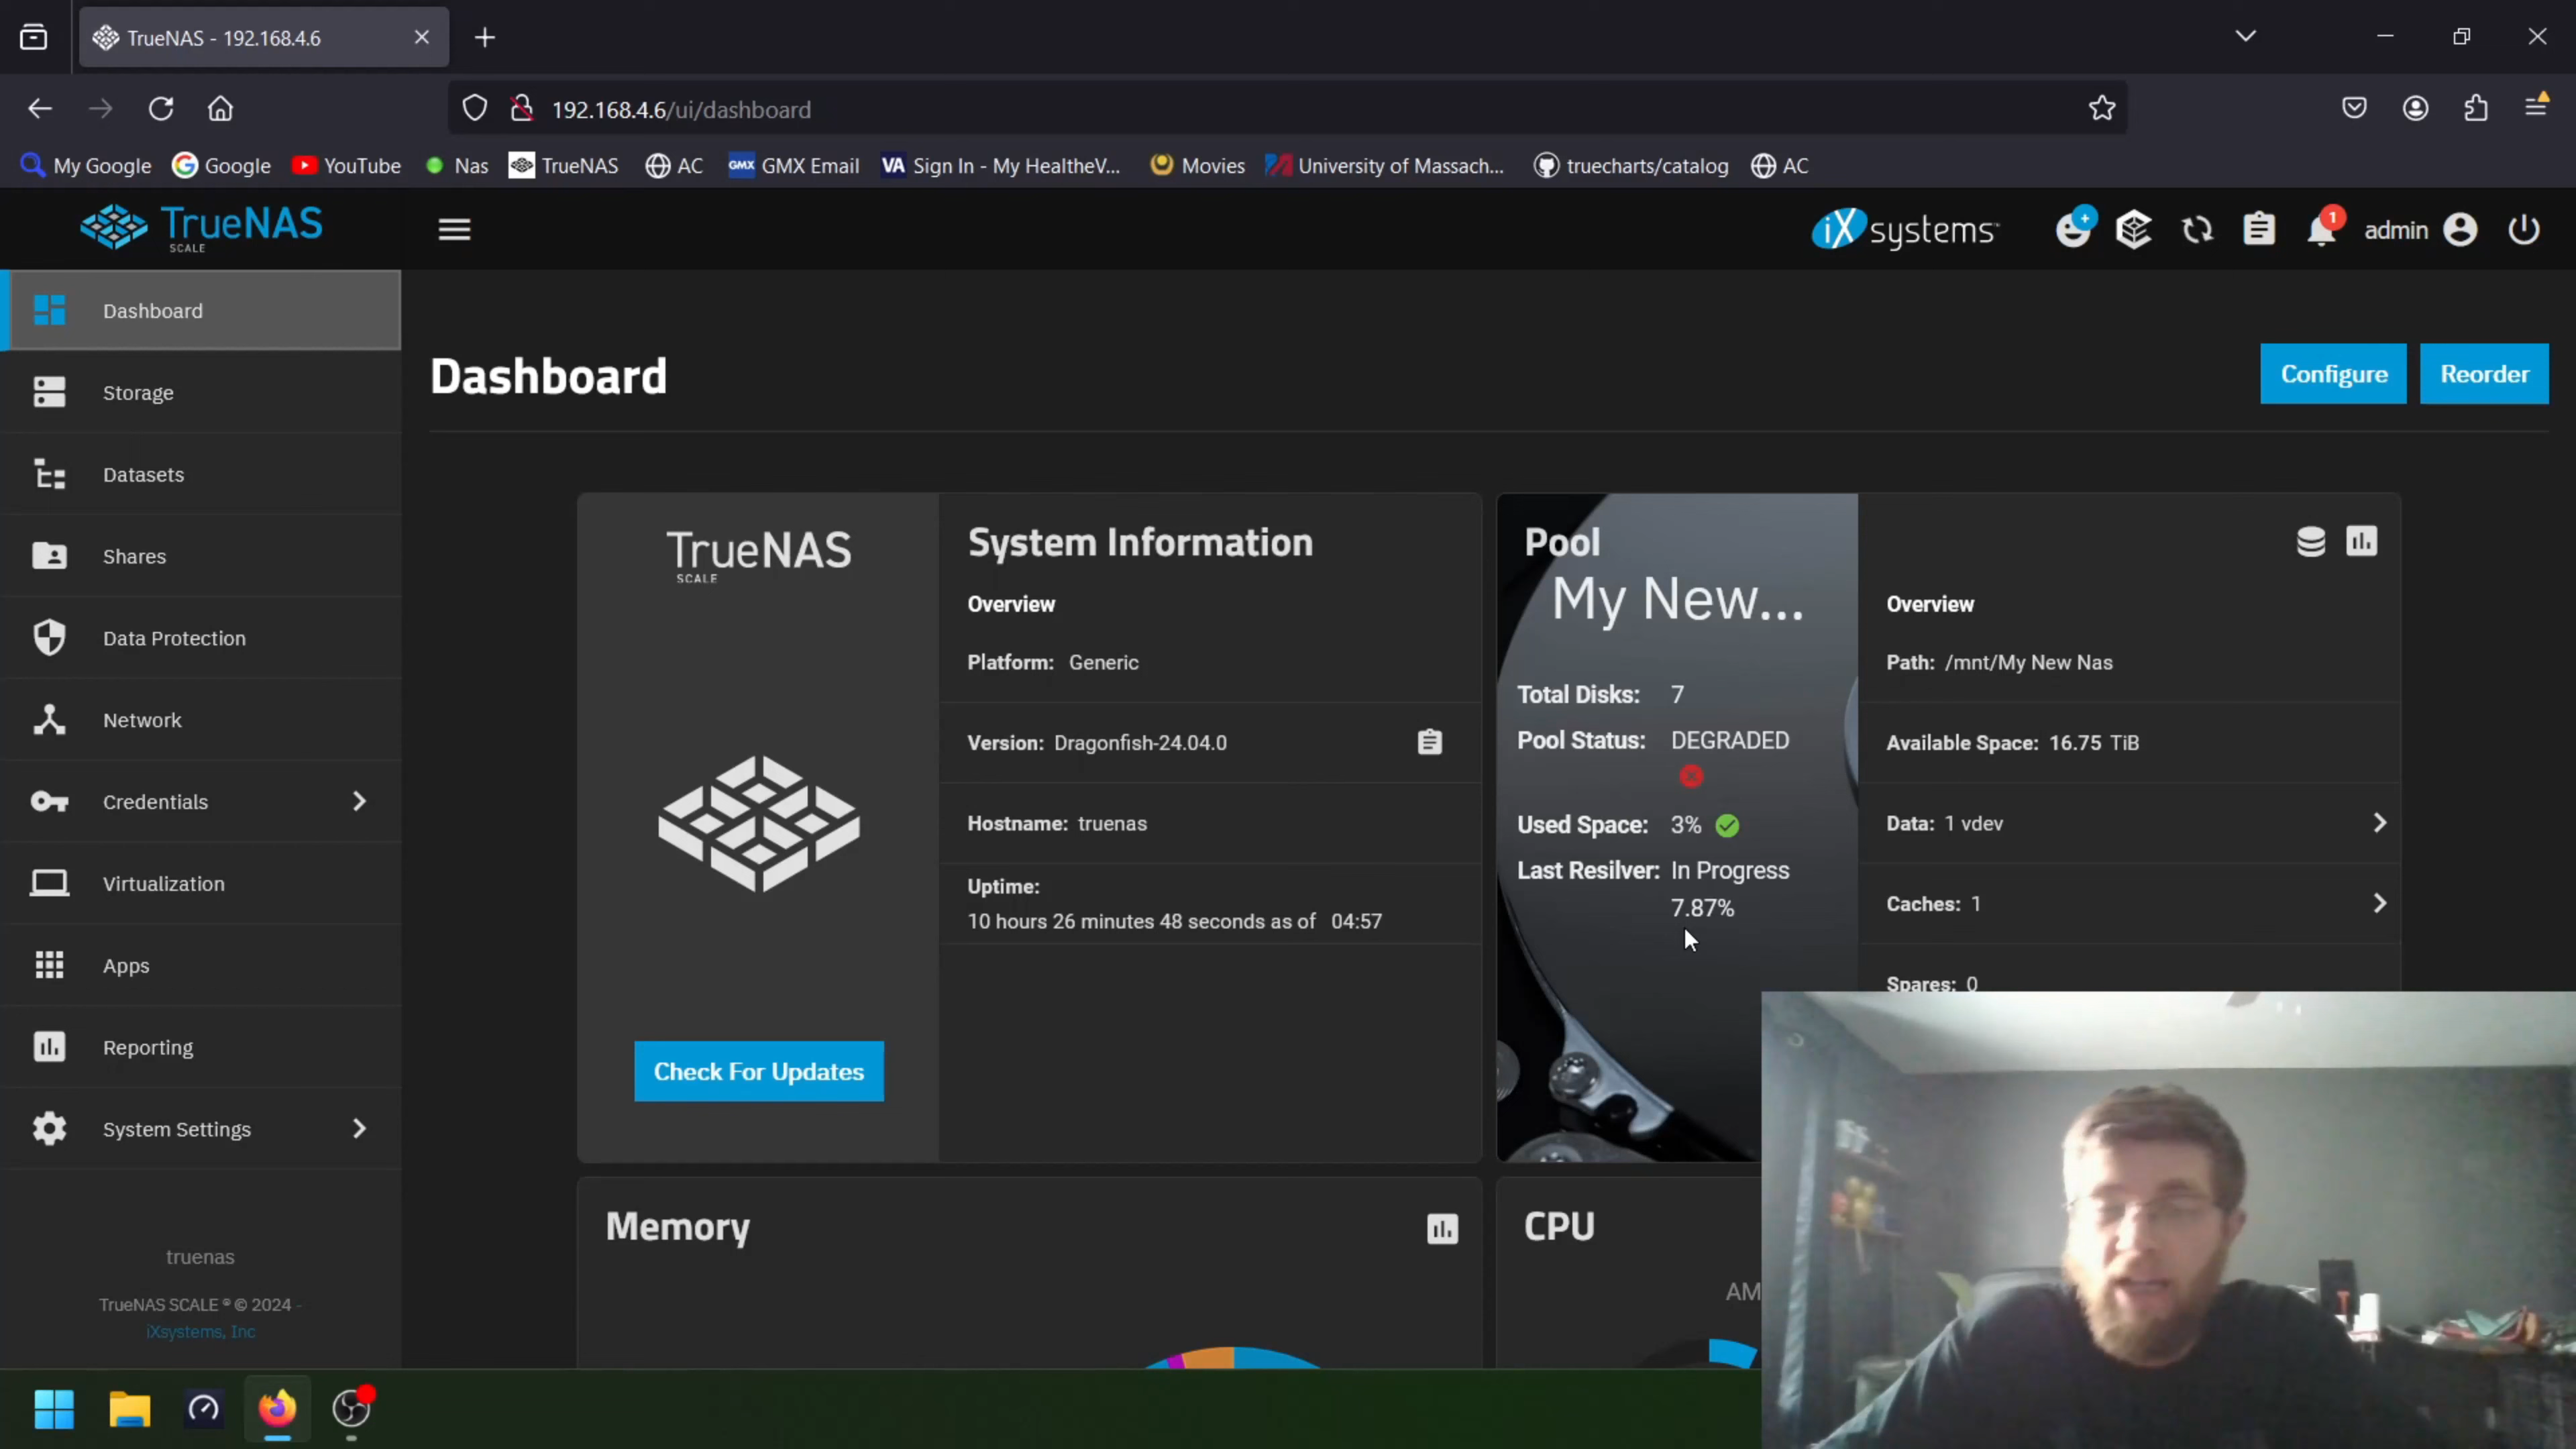 TrueNAS - 192.168.4.6
192.168.4.6/ui/dashboard
My Google
Google
YouTube
Nas
TrueNAS
AC
GMX GMX Email
VA Sign In - My HealtheV...
Movies
University of Massach...
truecharts/catalog
AC
TrueNAS
SCALE
iXsystems
+
1
admin
Dashboard
Storage
Datasets
Shares
Data Protection
Network
Credentials
Virtualization
Apps
Reporting
System Settings
truenas
TrueNAS SCALE ® © 2024 -
iXsystems, Inc
Dashboard
Configure
Reorder
TrueNAS
SCALE
Check For Updates
System Information
Overview
Platform: Generic
Version: Dragonfish-24.04.0
Hostname: truenas
Uptime:
10 hours 26 minutes 48 seconds as of 04:57
Pool
My New...
Total Disks: 7
Pool Status: DEGRADED
Used Space: 3%
Last Resilver: In Progress
7.87%
Overview
Path: /mnt/My New Nas
Available Space: 16.75 TiB
Data: 1 vdev
Caches: 1
Spares: 0
Memory
CPU
AM